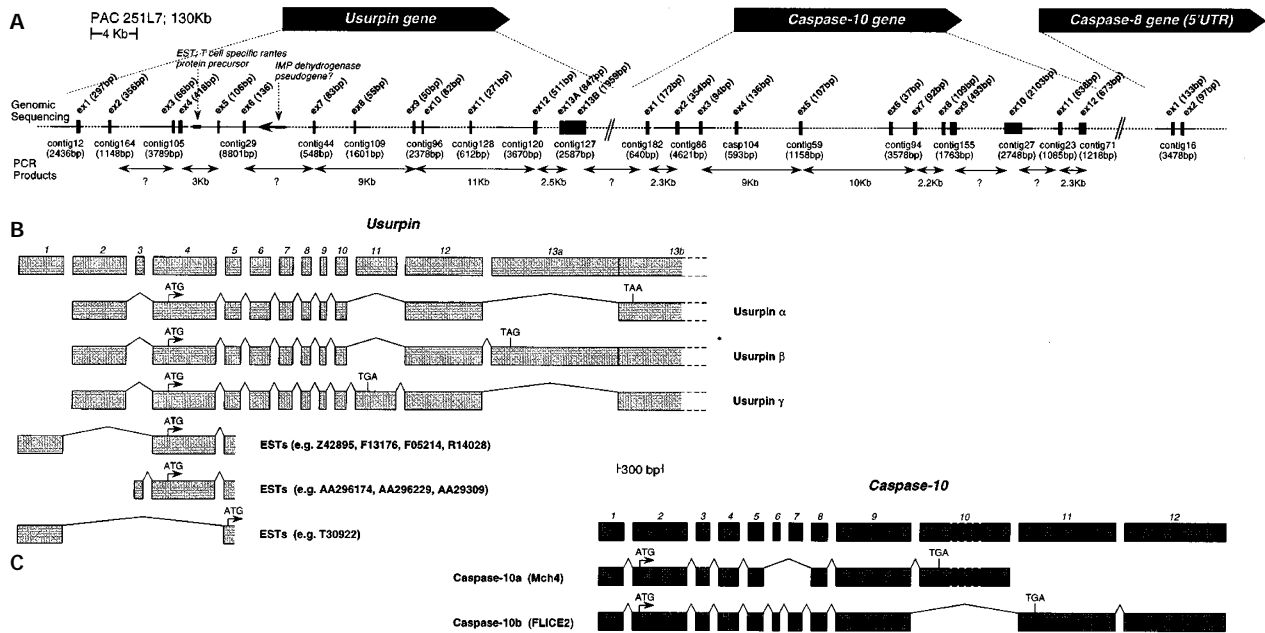 A
PAC 251L7; 130Kb
4 Kb
Usurpin gene
Caspase-10 gene
Caspase-8 gene (5'UTR)
EST; T cell specific rantes
protein precursor
IMP dehydrogenase
pseudogene?
Genomic
Sequencing
ex1 (297bp)
ex2 (356bp)
ex3 (66bp)
ex4 (418bp)
ex5 (106bp)
ex6 (136)
ex7 (83bp)
ex8 (55bp)
ex9 (50bp)
ex10 (82bp)
ex11 (271bp)
ex12 (511bp)
ex13A (847bp)
ex13B (1959bp)
ex1 (172bp)
ex2 (354bp)
ex3 (94bp)
ex4 (136bp)
ex5 (107bp)
ex6 (37bp)
ex7 (92bp)
ex8 (109bp)
ex9 (493bp)
ex10 (2103bp)
ex11 (638bp)
ex12 (673bp)
ex1 (133bp)
ex2 (97bp)
contig12
(2436bp)
contig164
(1148bp)
contig105
(3789bp)
contig29
(8801bp)
contig44
(548bp)
contig109
(1601bp)
contig96
(2378bp)
contig128
(612bp)
contig120
(3670bp)
contig127
(2587bp)
contig182
(640bp)
contig86
(4621bp)
casp104
(593bp)
contig59
(1158bp)
contig94
(3578bp)
contig155
(1763bp)
contig27
(2748bp)
contig23
(1085bp)
contig71
(1218bp)
contig16
(3478bp)
PCR
Products
? 3Kb ? 9Kb 11Kb 2.5Kb ? 2.3Kb 9Kb 10Kb 2.2Kb ? ? 2.3Kb
B
Usurpin
1 2 3 4 5 6 7 8 9 10 11 12 13a 13b
ATG TAA
Usurpin α
ATG TAG
Usurpin β
ATG TGA
Usurpin γ
ATG
ESTs (e.g. Z42895, F13176, F05214, R14028)
ATG
ESTs (e.g. AA296174, AA296229, AA29309)
ATG
ESTs (e.g. T30922)
300 bp
C
Caspase-10
1 2 3 4 5 6 7 8 9 10 11 12
ATG TGA
Caspase-10a (Mch4)
ATG TGA
Caspase-10b (FLICE2)